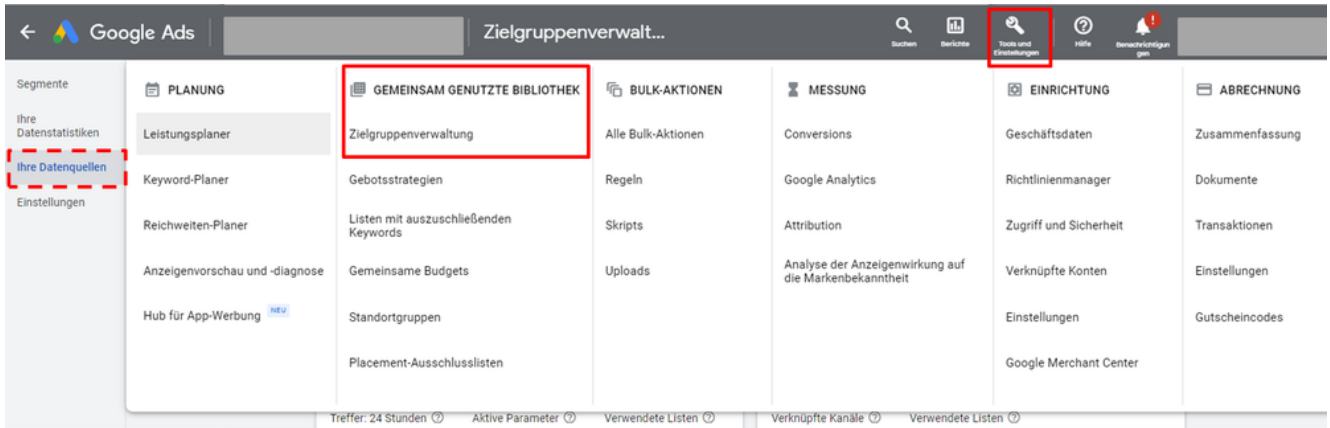 Google Ads
Zielgruppenverwalt...
Suchen
Berichte
Tools und
Einstellungen
Hilfe
Benachrichtigun
gen
Segmente
Ihre
Datenstatistiken
Ihre Datenquellen
Einstellungen
PLANUNG
Leistungsplaner
Keyword-Planer
Reichweiten-Planer
Anzeigenvorschau und -diagnose
Hub für App-Werbung NEU
GEMEINSAM GENUTZTE BIBLIOTHEK
Zielgruppenverwaltung
Gebotsstrategien
Listen mit auszuschließenden
Keywords
Gemeinsame Budgets
Standortgruppen
Placement-Ausschlusslisten
BULK-AKTIONEN
Alle Bulk-Aktionen
Regeln
Skripts
Uploads
MESSUNG
Conversions
Google Analytics
Attribution
Analyse der Anzeigenwirkung auf
die Markenbekanntheit
EINRICHTUNG
Geschäftsdaten
Richtlinienmanager
Zugriff und Sicherheit
Verknüpfte Konten
Einstellungen
Google Merchant Center
ABRECHNUNG
Zusammenfassung
Dokumente
Transaktionen
Einstellungen
Gutscheincodes
Treffer: 24 Stunden Aktive Parameter Verwendete Listen Verknüpfte Kanäle Verwendete Listen